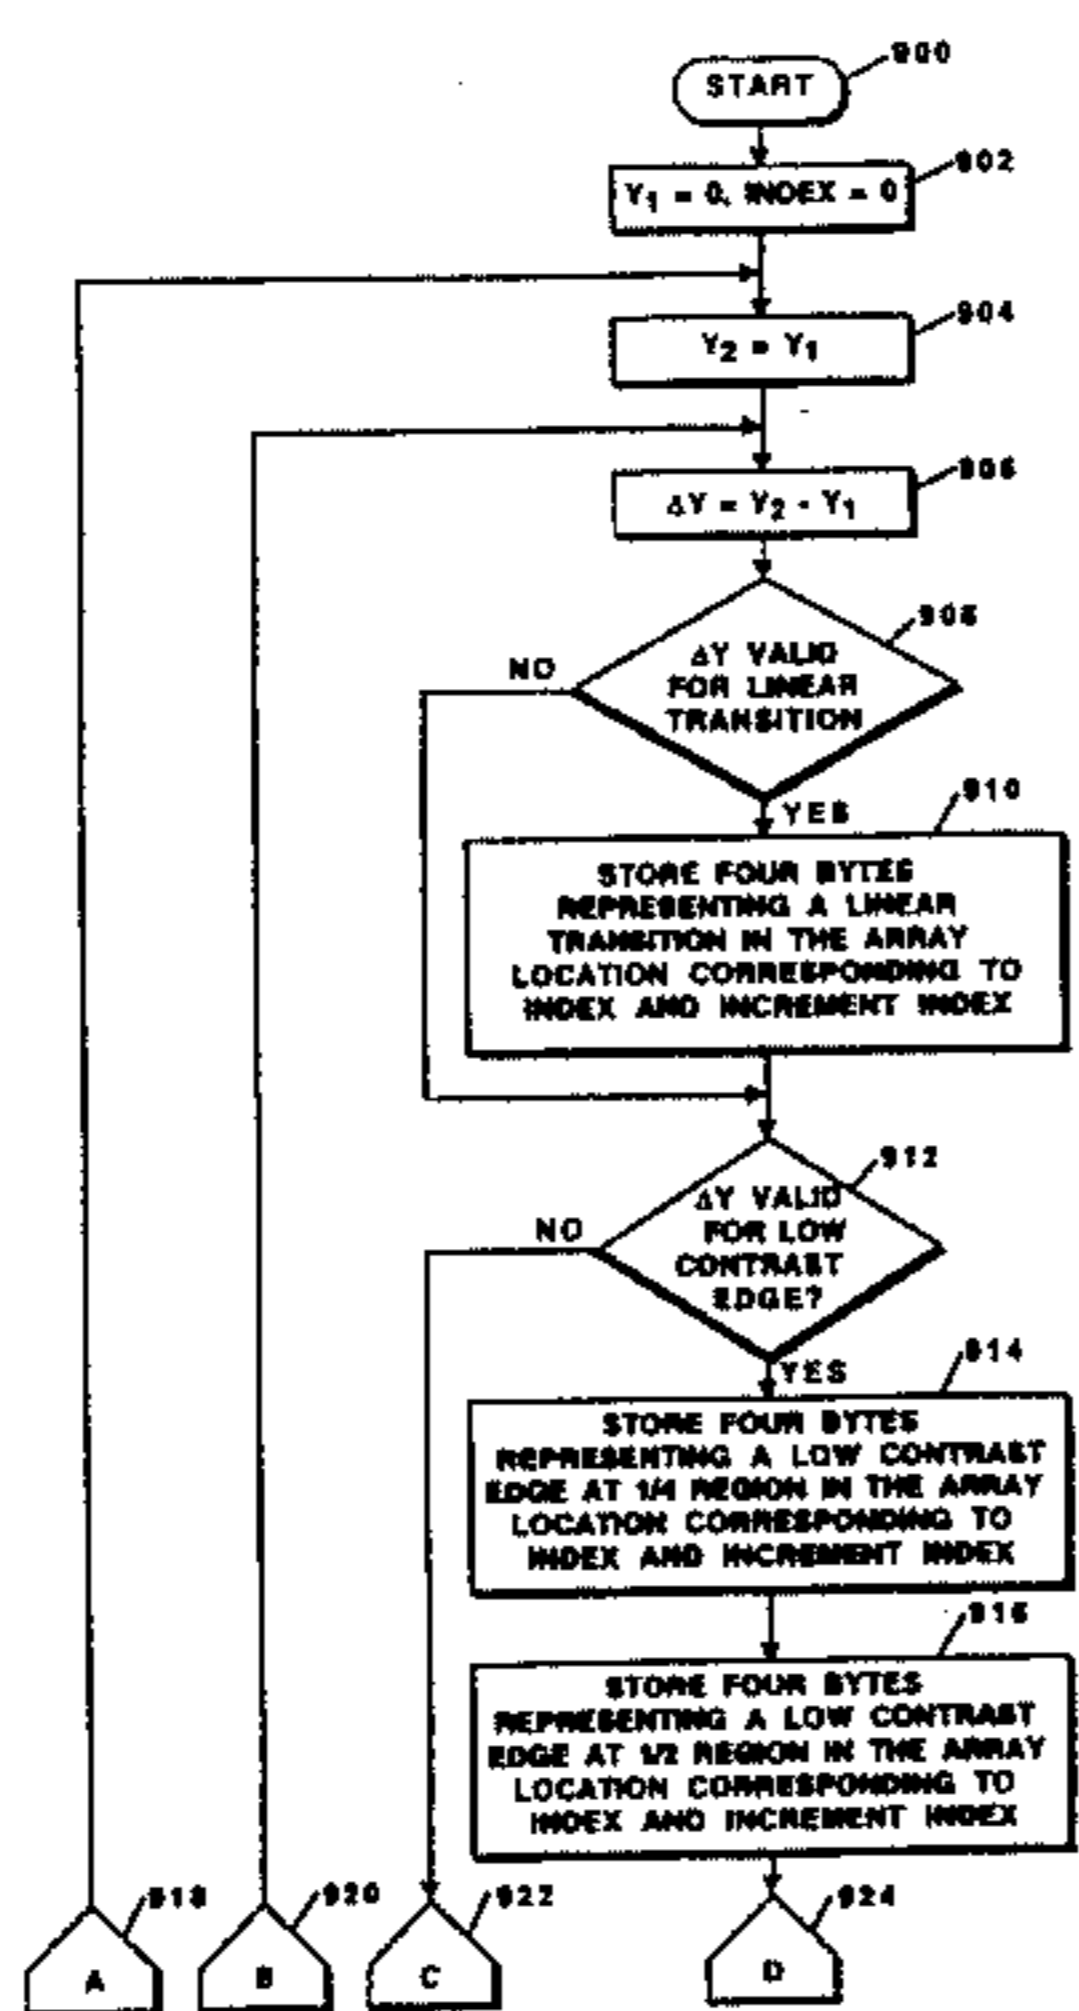 START
900
Y1 = 0, INDEX = 0
902
Y2 = Y1
904
ΔY = Y2 - Y1
906
ΔY VALID
FOR LINEAR
TRANSITION
908
NO
YES
910
STORE FOUR BYTES
REPRESENTING A LINEAR
TRANSITION IN THE ARRAY
LOCATION CORRESPONDING TO
INDEX AND INCREMENT INDEX
912
ΔY VALID
FOR LOW
CONTRAST
EDGE?
NO
YES
914
STORE FOUR BYTES
REPRESENTING A LOW CONTRAST
EDGE AT 1/4 REGION IN THE ARRAY
LOCATION CORRESPONDING TO
INDEX AND INCREMENT INDEX
916
STORE FOUR BYTES
REPRESENTING A LOW CONTRAST
EDGE AT 1/2 REGION IN THE ARRAY
LOCATION CORRESPONDING TO
INDEX AND INCREMENT INDEX
918
920
922
924
A
B
C
D